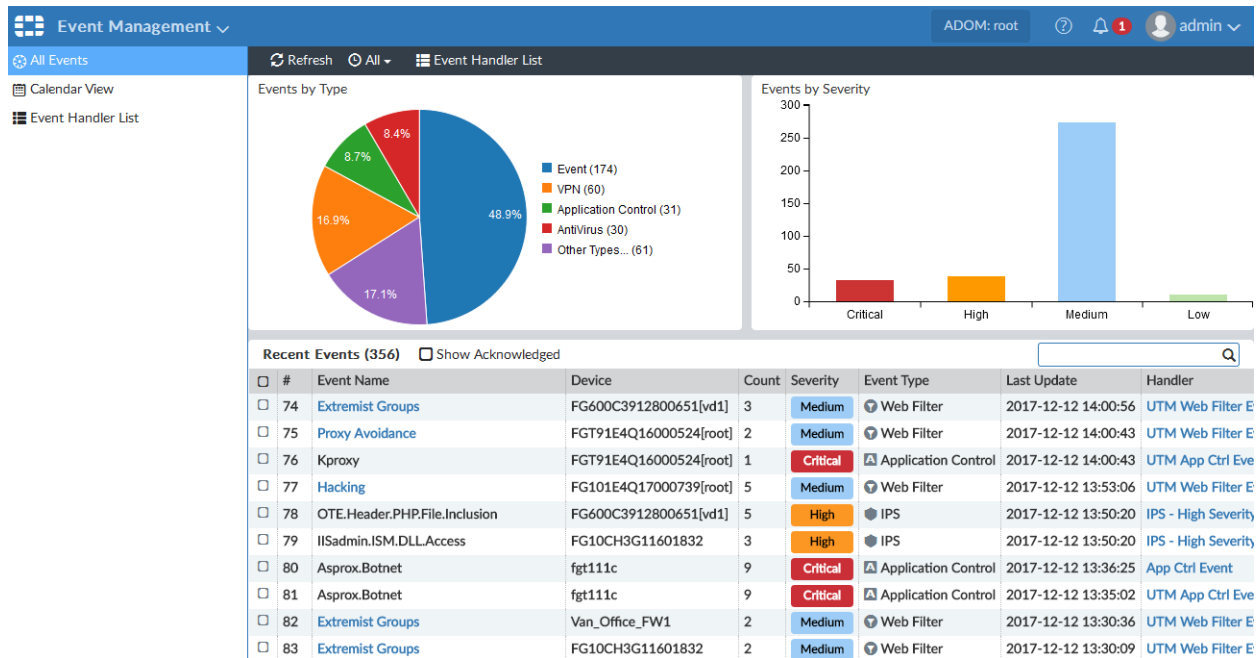 Event Management
ADOM: root
1
admin
All Events
Calendar View
Event Handler List
Refresh All Event Handler List
Events by Type
8.4%
8.7%
16.9%
48.9%
17.1%
Event (174)
VPN (60)
Application Control (31)
AntiVirus (30)
Other Types... (61)
Events by Severity
300
250
200
150
100
50
0
Critical High Medium Low
Recent Events (356) Show Acknowledged
# Event Name Device Count Severity Event Type Last Update Handler
74 Extremist Groups FG600C3912800651[vd1] 3 Medium Web Filter 2017-12-12 14:00:56 UTM Web Filter E
75 Proxy Avoidance FGT91E4Q16000524[root] 2 Medium Web Filter 2017-12-12 14:00:43 UTM Web Filter E
76 Kproxy FGT91E4Q16000524[root] 1 Critical Application Control 2017-12-12 14:00:43 UTM App Ctrl Eve
77 Hacking FG101E4Q17000739[root] 5 Medium Web Filter 2017-12-12 13:53:06 UTM Web Filter E
78 OTE.Header.PHP.File.Inclusion FG600C3912800651[vd1] 5 High IPS 2017-12-12 13:50:20 IPS - High Severity
79 IISadmin.ISM.DLL.Access FG10CH3G11601832 3 High IPS 2017-12-12 13:50:20 IPS - High Severity
80 Asprox.Botnet fgt111c 9 Critical Application Control 2017-12-12 13:36:25 App Ctrl Event
81 Asprox.Botnet fgt111c 9 Critical Application Control 2017-12-12 13:35:02 UTM App Ctrl Eve
82 Extremist Groups Van_Office_FW1 2 Medium Web Filter 2017-12-12 13:30:36 UTM Web Filter E
83 Extremist Groups FG10CH3G11601832 2 Medium Web Filter 2017-12-12 13:30:09 UTM Web Filter E